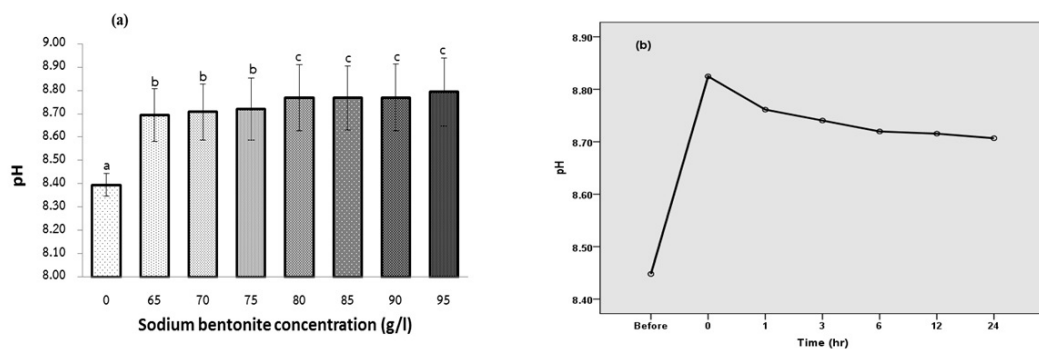 (a)
9.00
8.90
8.80
8.70
8.60
8.50
8.40
8.30
8.20
8.10
8.00
pH
a
b
b
b
c
c
c
c
0 65 70 75 80 85 90 95
Sodium bentonite concentration (g/l)
(b)
8.90
8.80
8.70
8.60
8.50
8.40
pH
Before 0 1 3 6 12 24
Time (hr)